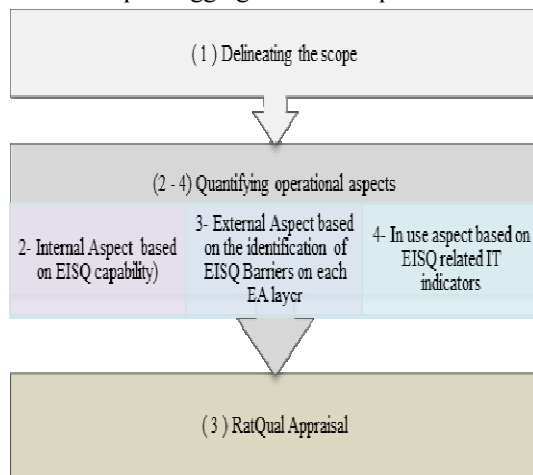 ( 1 ) Delineating the scope
(2 - 4) Quantifying operational aspects
2- Internal Aspect based
on EISQ capability)
3- External Aspect based
on the identification of
EISQ Barriers on each
EA layer
4- In use aspect based on
EISQ related IT
indicators
( 3 ) RatQual Appraisal